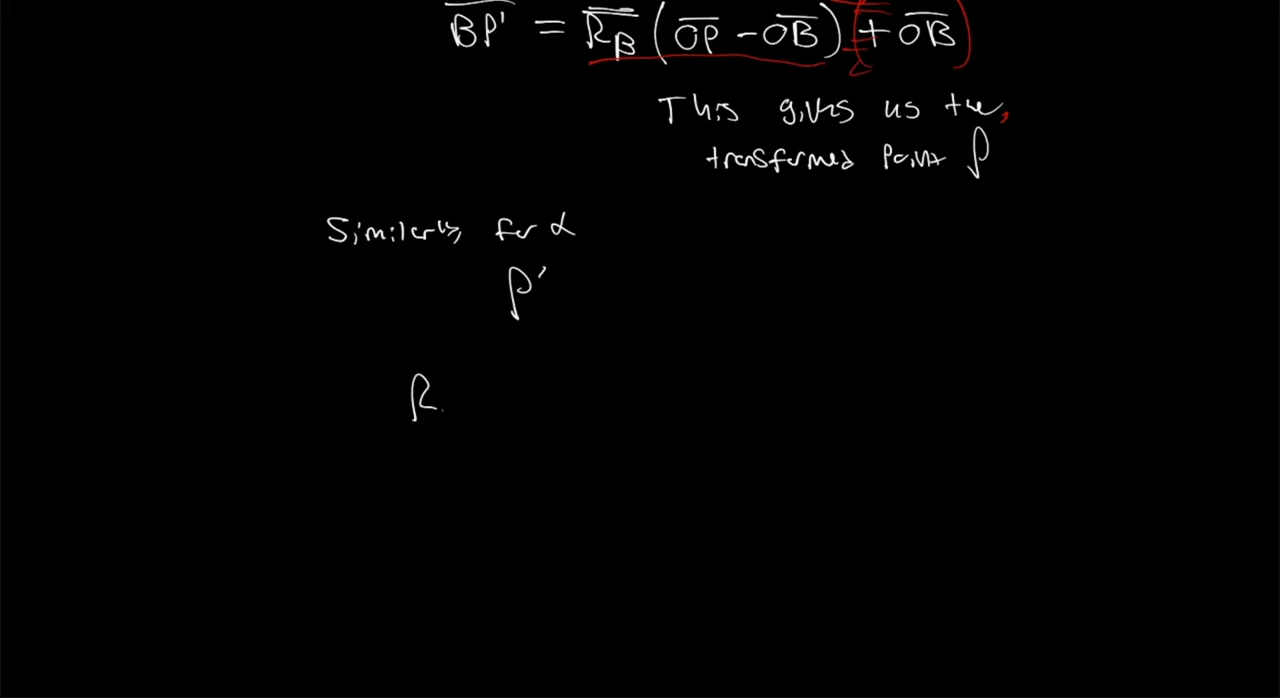 BP' = R_β (OP - OB) (+ OB)
This gives us the,
transformed Point P
Similarly, for α
P'
R.